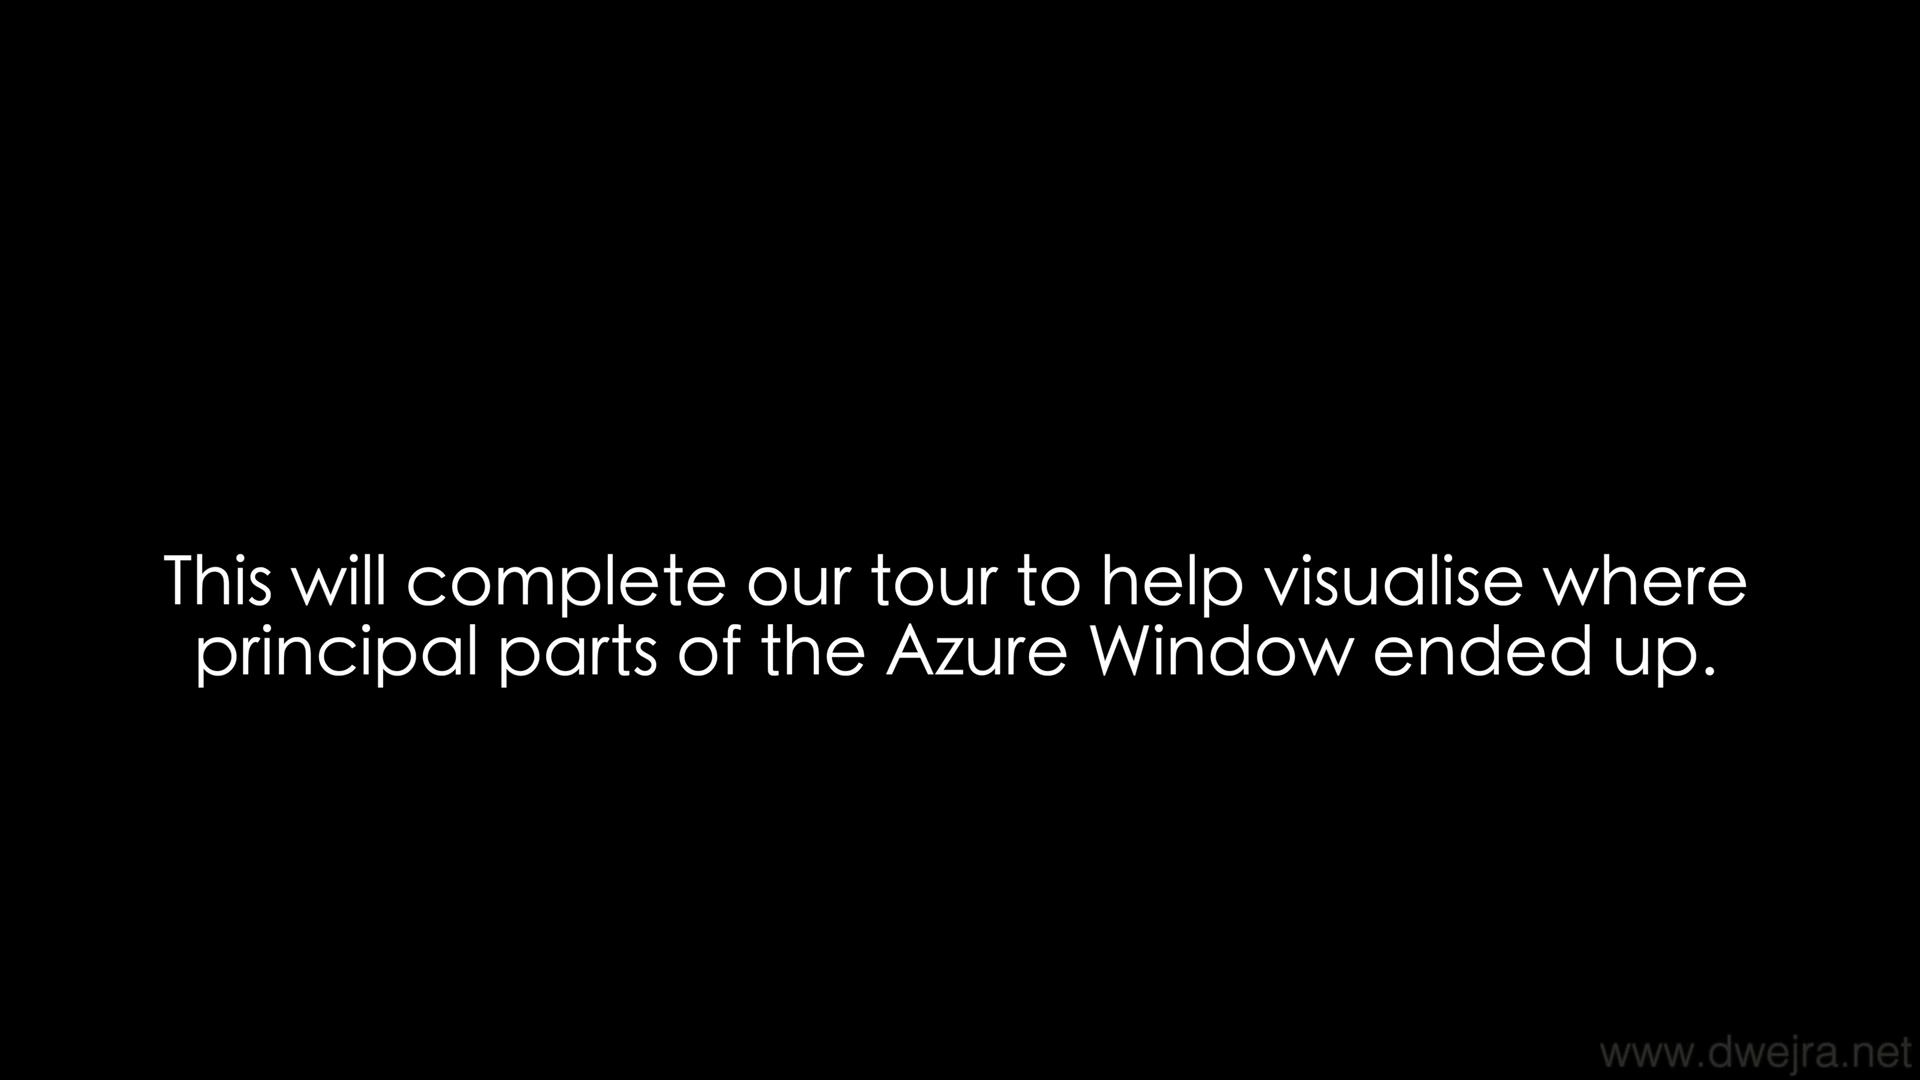 This will complete our tour to help visualise where
principal parts of the Azure Window ended up.
www.dwejra.net